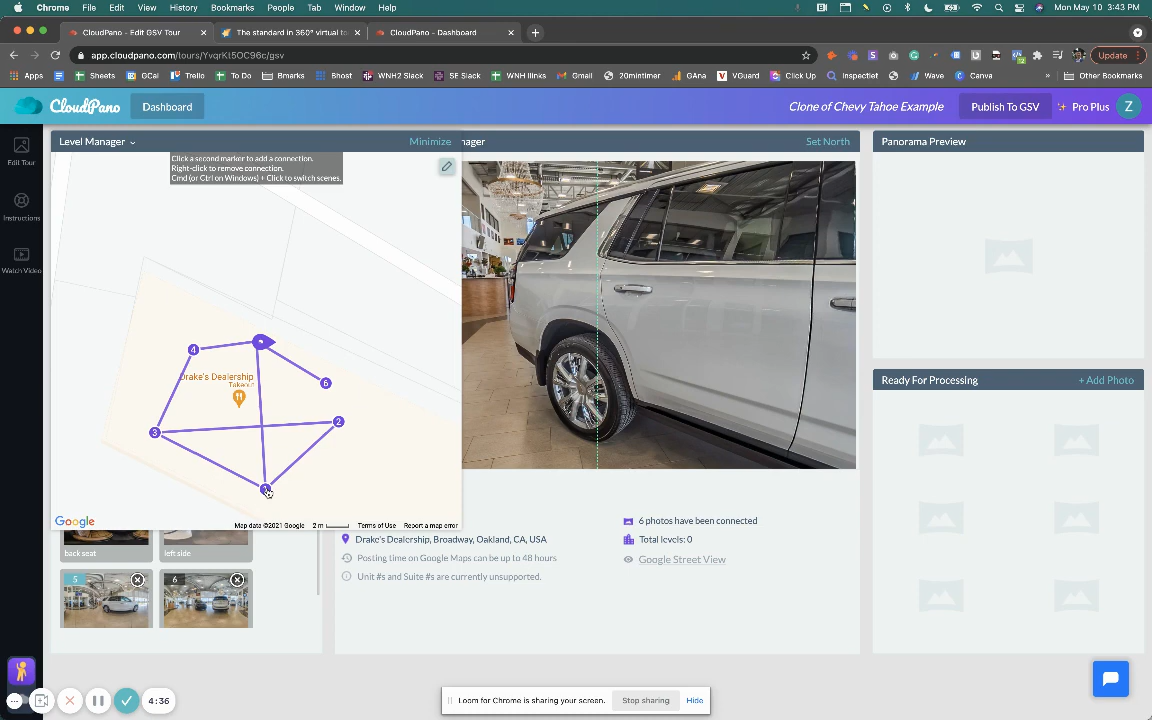 Chrome File Edit View History Bookmarks People Tab Window Help Mon May 10 3:43 PM
CloudPano - Edit GSV Tour The standard in 360° virtual to CloudPano - Dashboard
app.cloudpano.com/tours/YvqrKt5OC96c/gsv Update
Apps Sheets GCal Trello To Do Bmarks Bhost WNH2 Slack SE Slack WNH llinks Gmail 20mintimer GAna VGuard Click Up Inspectlet Wave Canva » Other Bookmarks
CloudPano Dashboard Clone of Chevy Tahoe Example Publish To GSV Pro Plus Z
Level Manager Minimize nager Set North Panorama Preview
Click a second marker to add a connection.
Right-click to remove connection.
Cmd (or Ctrl on Windows) + Click to switch scenes.
Edit Tour
Instructions
Watch Video
4
Drake's Dealership
Takeout
6
2
3
Ready For Processing + Add Photo
Google Map data ©2021 Google 2 m Terms of Use Report a map error
back seat left side
5 6
6 photos have been connected
Drake's Dealership, Broadway, Oakland, CA, USA Total levels: 0
Posting time on Google Maps can be up to 48 hours Google Street View
Unit #s and Suite #s are currently unsupported.
4:36
Loom for Chrome is sharing your screen. Stop sharing Hide